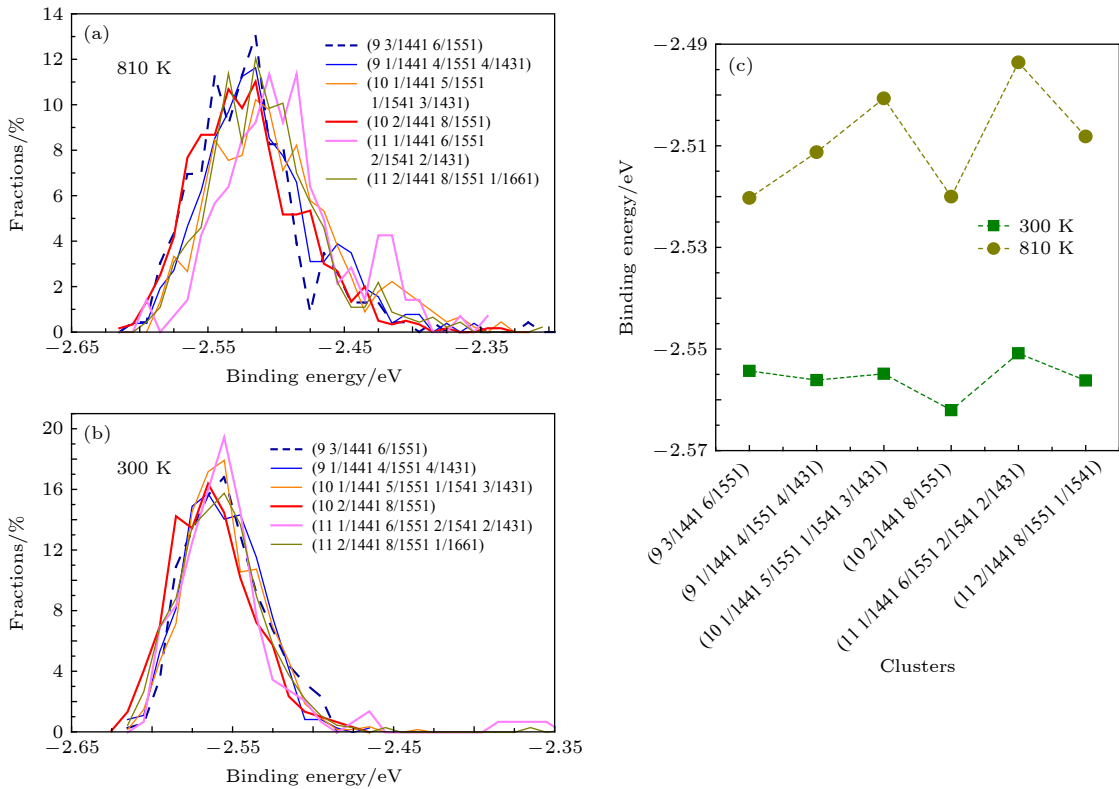 (a)
810 K
14
12
10
8
6
4
2
0
Fractions/%
(9 3/1441 6/1551)
(9 1/1441 4/1551 4/1431)
(10 1/1441 5/1551
1/1541 3/1431)
(10 2/1441 8/1551)
(11 1/1441 6/1551
2/1541 2/1431)
(11 2/1441 8/1551 1/1661)
−2.65 −2.55 −2.45 −2.35
Binding energy/eV
(b)
300 K
20
16
12
8
4
0
Fractions/%
(9 3/1441 6/1551)
(9 1/1441 4/1551 4/1431)
(10 1/1441 5/1551 1/1541 3/1431)
(10 2/1441 8/1551)
(11 1/1441 6/1551 2/1541 2/1431)
(11 2/1441 8/1551 1/1661)
−2.65 −2.55 −2.45 −2.35
Binding energy/eV
(c)
−2.49
−2.51
−2.53
−2.55
−2.57
Binding energy/eV
300 K
810 K
(9 3/1441 6/1551)
(9 1/1441 4/1551 4/1431)
(10 1/1441 5/1551 1/1541 3/1431)
(10 2/1441 8/1551)
(11 1/1441 6/1551 2/1541 2/1431)
(11 2/1441 8/1551 1/1541)
Clusters